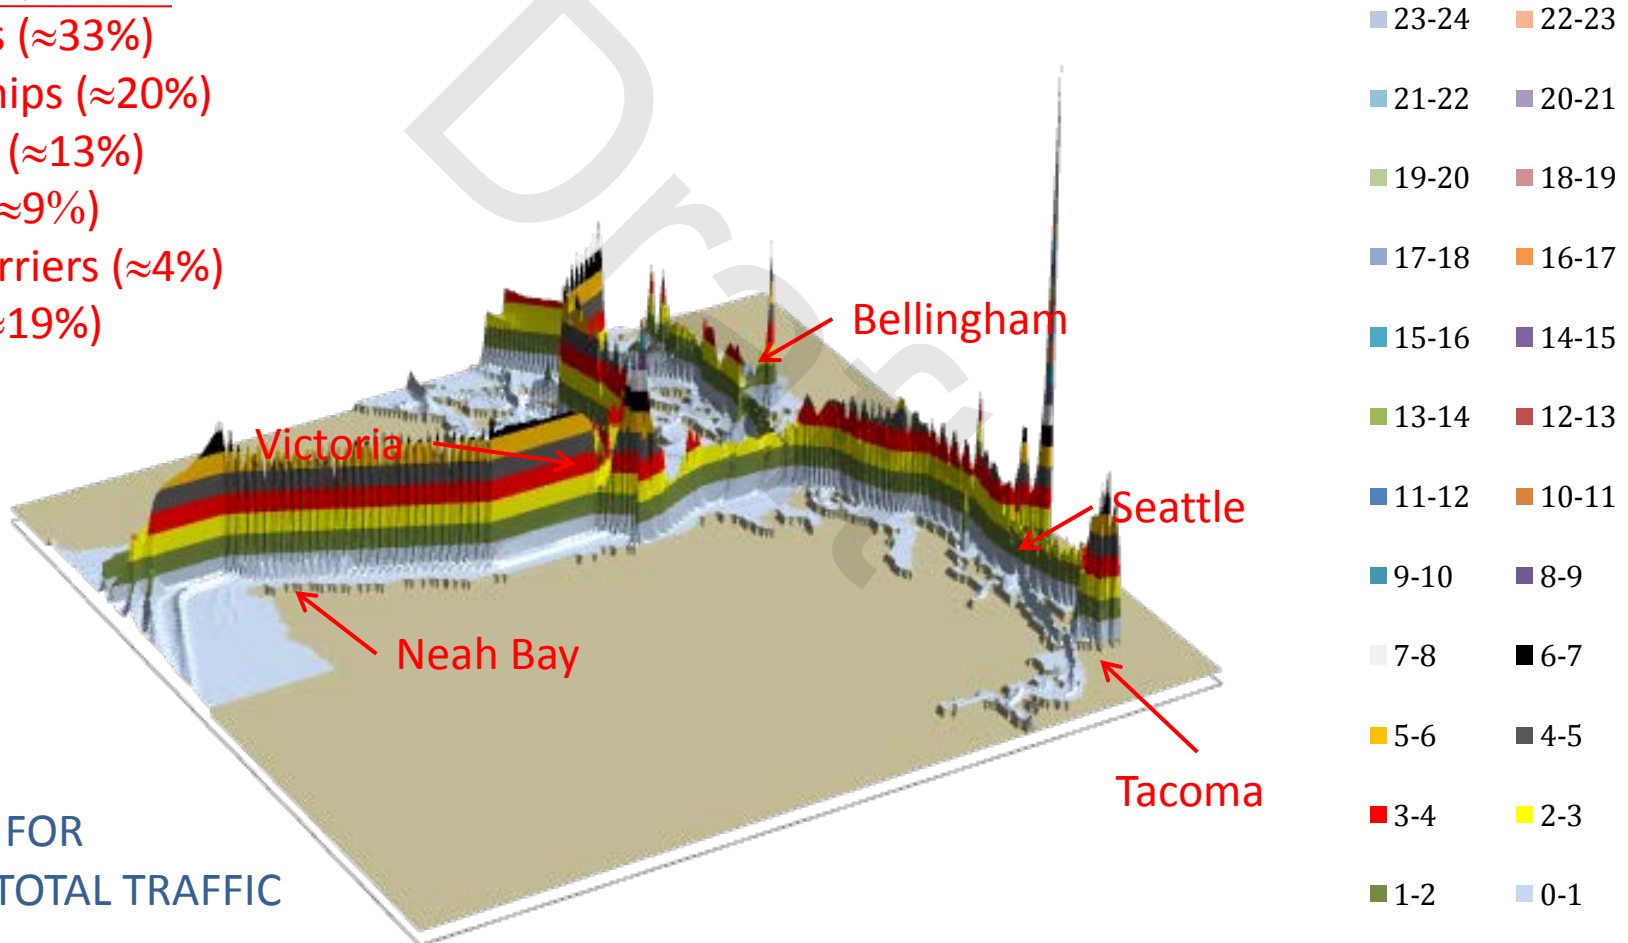 s (≈33%)
hips (≈20%)
(≈13%)
≈9%)
rriers (≈4%)
≈19%)
Draft
Bellingham
Victoria
Seattle
Neah Bay
Tacoma
FOR
TOTAL TRAFFIC
23-24 22-23
21-22 20-21
19-20 18-19
17-18 16-17
15-16 14-15
13-14 12-13
11-12 10-11
9-10 8-9
7-8 6-7
5-6 4-5
3-4 2-3
1-2 0-1